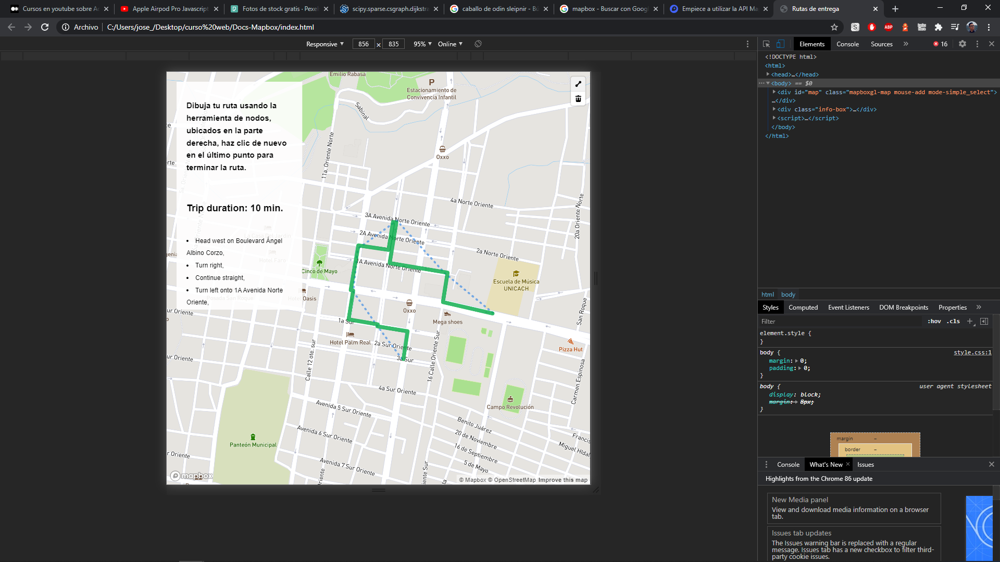 Cursos en youtube sobre Ac
Apple Airpod Pro Javascript
Fotos de stock gratis · Pexel
scipy.sparse.csgraph.dijkstra
caballo de odin sleipnir - Bú
mapbox - Buscar con Google
Empiece a utilizar la API Ma
Rutas de entrega
Archivo
C:/Users/jose_/Desktop/curso%20web/Docs-Mapbox/index.html
Responsive
856 x 835
95%
Online
Elements
Console
Sources
16
Dibuja tu ruta usando la
herramienta de nodos,
ubicados en la parte
derecha, haz clic de nuevo
en el último punto para
terminar la ruta.
Trip duration: 10 min.
Head west on Boulevard Ángel
Albino Corzo,
Turn right,
Continue straight,
Turn left onto 1A Avenida Norte
Oriente,
Emilio Rabasa
P
Estacionamiento de
Convivencia Infantil
Sabinal
11a. Oriente Norte
Oxxo
4a Norte Oriente
20a Oriente Norte
3A Avenida Norte Oriente
2A Avenida Norte Oriente
2a Norte Oriente
1A Avenida Norte Oriente
Cinco de Mayo
La Casa Del Jardín
Hotel Faro
Escuela de Música
UNICACH
Hotel Oasis
Posada San Roque
Oxxo
Mega shoes
San Roque
ur Oriente
1a Sur
Hotel Palm Real
2a Sur Oriente
3a Sur
Pizza Hut
ur Oriente
Calle 12 ote. sur
16 Calle Oriente Sur
Carmen Espinosa
4a Sur Oriente
Avenida 5 Sur Oriente
Campo Revolución
Benito Juárez
20 de Noviembre
16 de Septiembre
5 de Mayo
Francis
Miguel HIdal
Avenida 6 Sur Oriente
Panteón Municipal
ur Oriente
Avenida 7 Sur Oriente
riente
iente Sur
mapbox
© Mapbox © OpenStreetMap Improve this map
<!DOCTYPE html>
<html>
<head>…</head>
<body> == $0
<div id="map" class="mapboxgl-map mouse-add mode-simple_select">
…</div>
<div class="info-box">…</div>
<script>…</script>
</body>
</html>
html
body
Styles
Computed
Event Listeners
DOM Breakpoints
Properties
Filter
:hov
.cls
element.style {
}
body {
style.css:1
margin: 0;
padding: 0;
}
body {
user agent stylesheet
display: block;
margin: 8px;
}
margin
–
border
–
Console
What's New
Issues
Highlights from the Chrome 86 update
New Media panel
View and download media information on a browser
tab.
Issues tab updates
The Issues warning bar is replaced with a regular
message. Issues tab has a new checkbox to filter third-
party cookie issues.